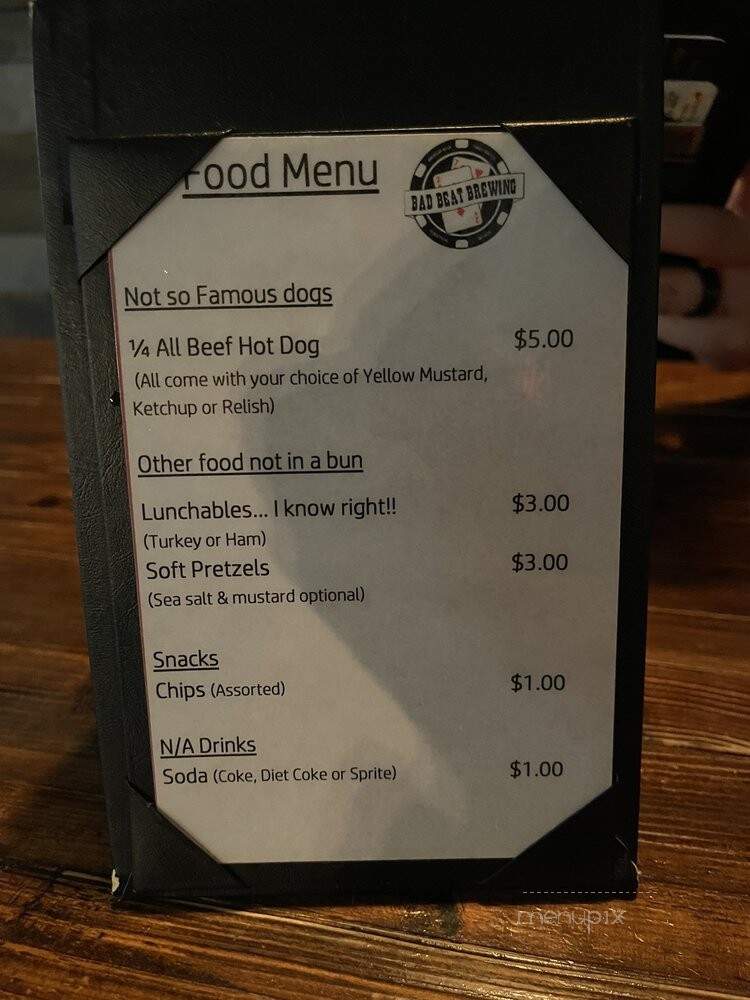 Food Menu
BAD BEAT BREWING
Not so Famous dogs
¼ All Beef Hot Dog $5.00
(All come with your choice of Yellow Mustard,
Ketchup or Relish)
Other food not in a bun
Lunchables... I know right!! $3.00
(Turkey or Ham)
Soft Pretzels $3.00
(Sea salt & mustard optional)
Snacks
Chips (Assorted) $1.00
N/A Drinks
Soda (Coke, Diet Coke or Sprite) $1.00
menupix